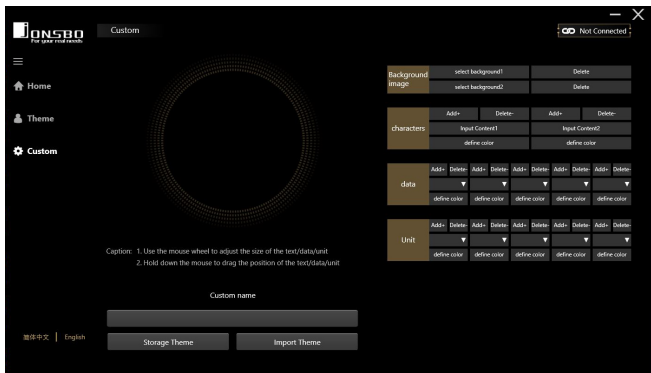 JONSBO
For your real needs
Custom
Not Connected
Home
Theme
Custom
Background image
select background1 Delete
select background2 Delete
characters
Add+ Delete- Add+ Delete-
Input Content1 Input Content2
define color define color
data
Add+ Delete- Add+ Delete- Add+ Delete- Add+ Delete- Add+ Delete-
define color define color define color define color define color
Unit
Add+ Delete- Add+ Delete- Add+ Delete- Add+ Delete- Add+ Delete-
define color define color define color define color define color
Caption: 1. Use the mouse wheel to adjust the size of the text/data/unit
2. Hold down the mouse to drag the position of the text/data/unit
Custom name
Storage Theme Import Theme
简体中文 | English